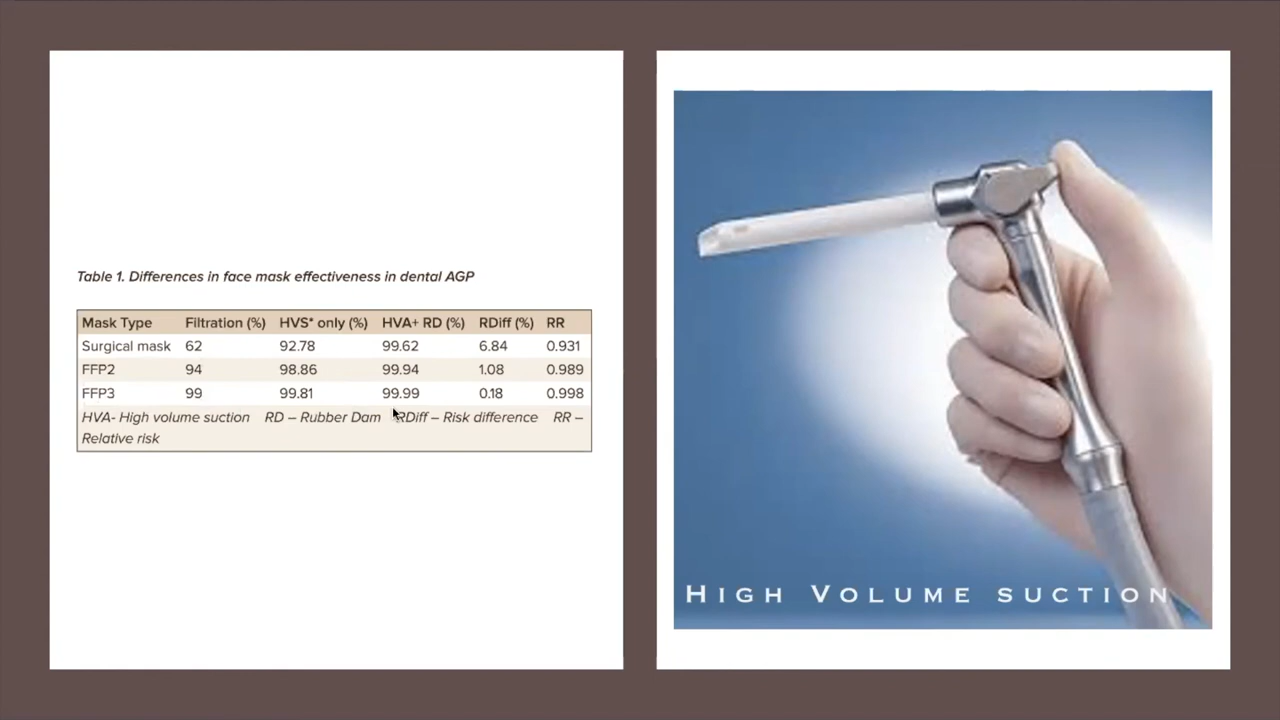 Table 1. Differences in face mask effectiveness in dental AGP
Mask Type Filtration (%) HVS* only (%) HVA+ RD (%) RDiff (%) RR
Surgical mask 62 92.78 99.62 6.84 0.931
FFP2 94 98.86 99.94 1.08 0.989
FFP3 99 99.81 99.99 0.18 0.998
HVA- High volume suction RD – Rubber Dam RDiff – Risk difference RR –
Relative risk
HIGH VOLUME SUCTION